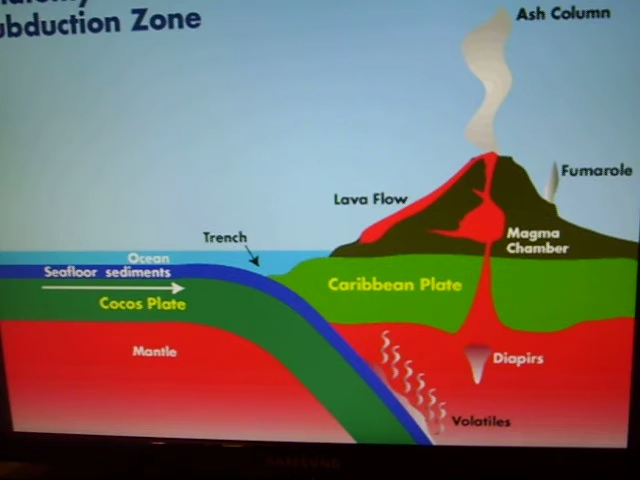 ubduction Zone
Ash Column
Fumarole
Lava Flow
Magma
Chamber
Trench
Ocean
Seafloor sediments
Caribbean Plate
Cocos Plate
Mantle
Diapirs
Volatiles
SAMSUNG